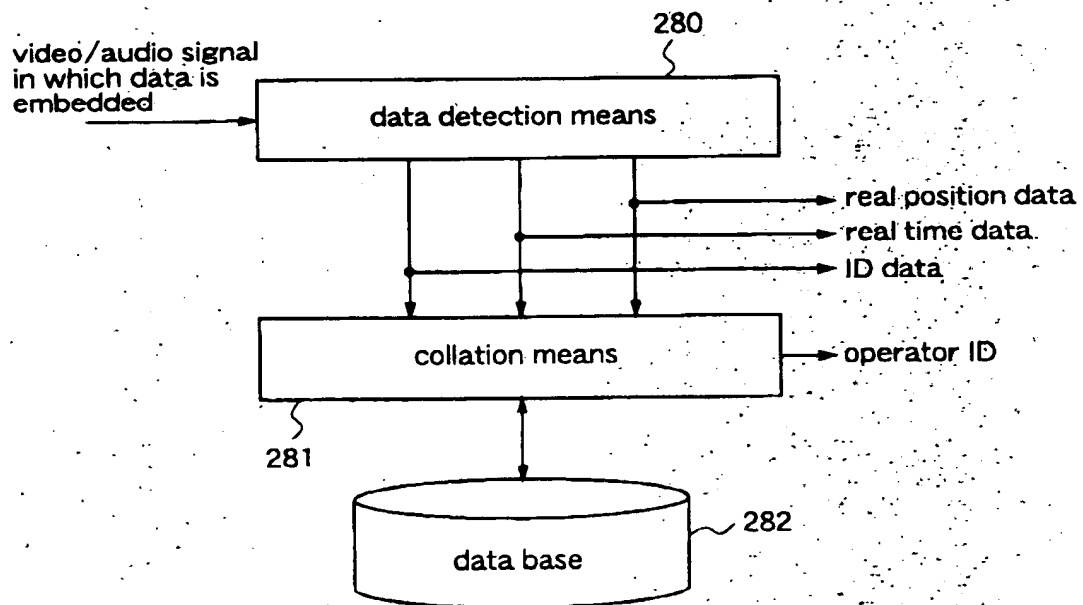 280
video/audio signal
in which data is
embedded
data detection means
real position data
real time data
ID data
collation means
operator ID
281
282
data base